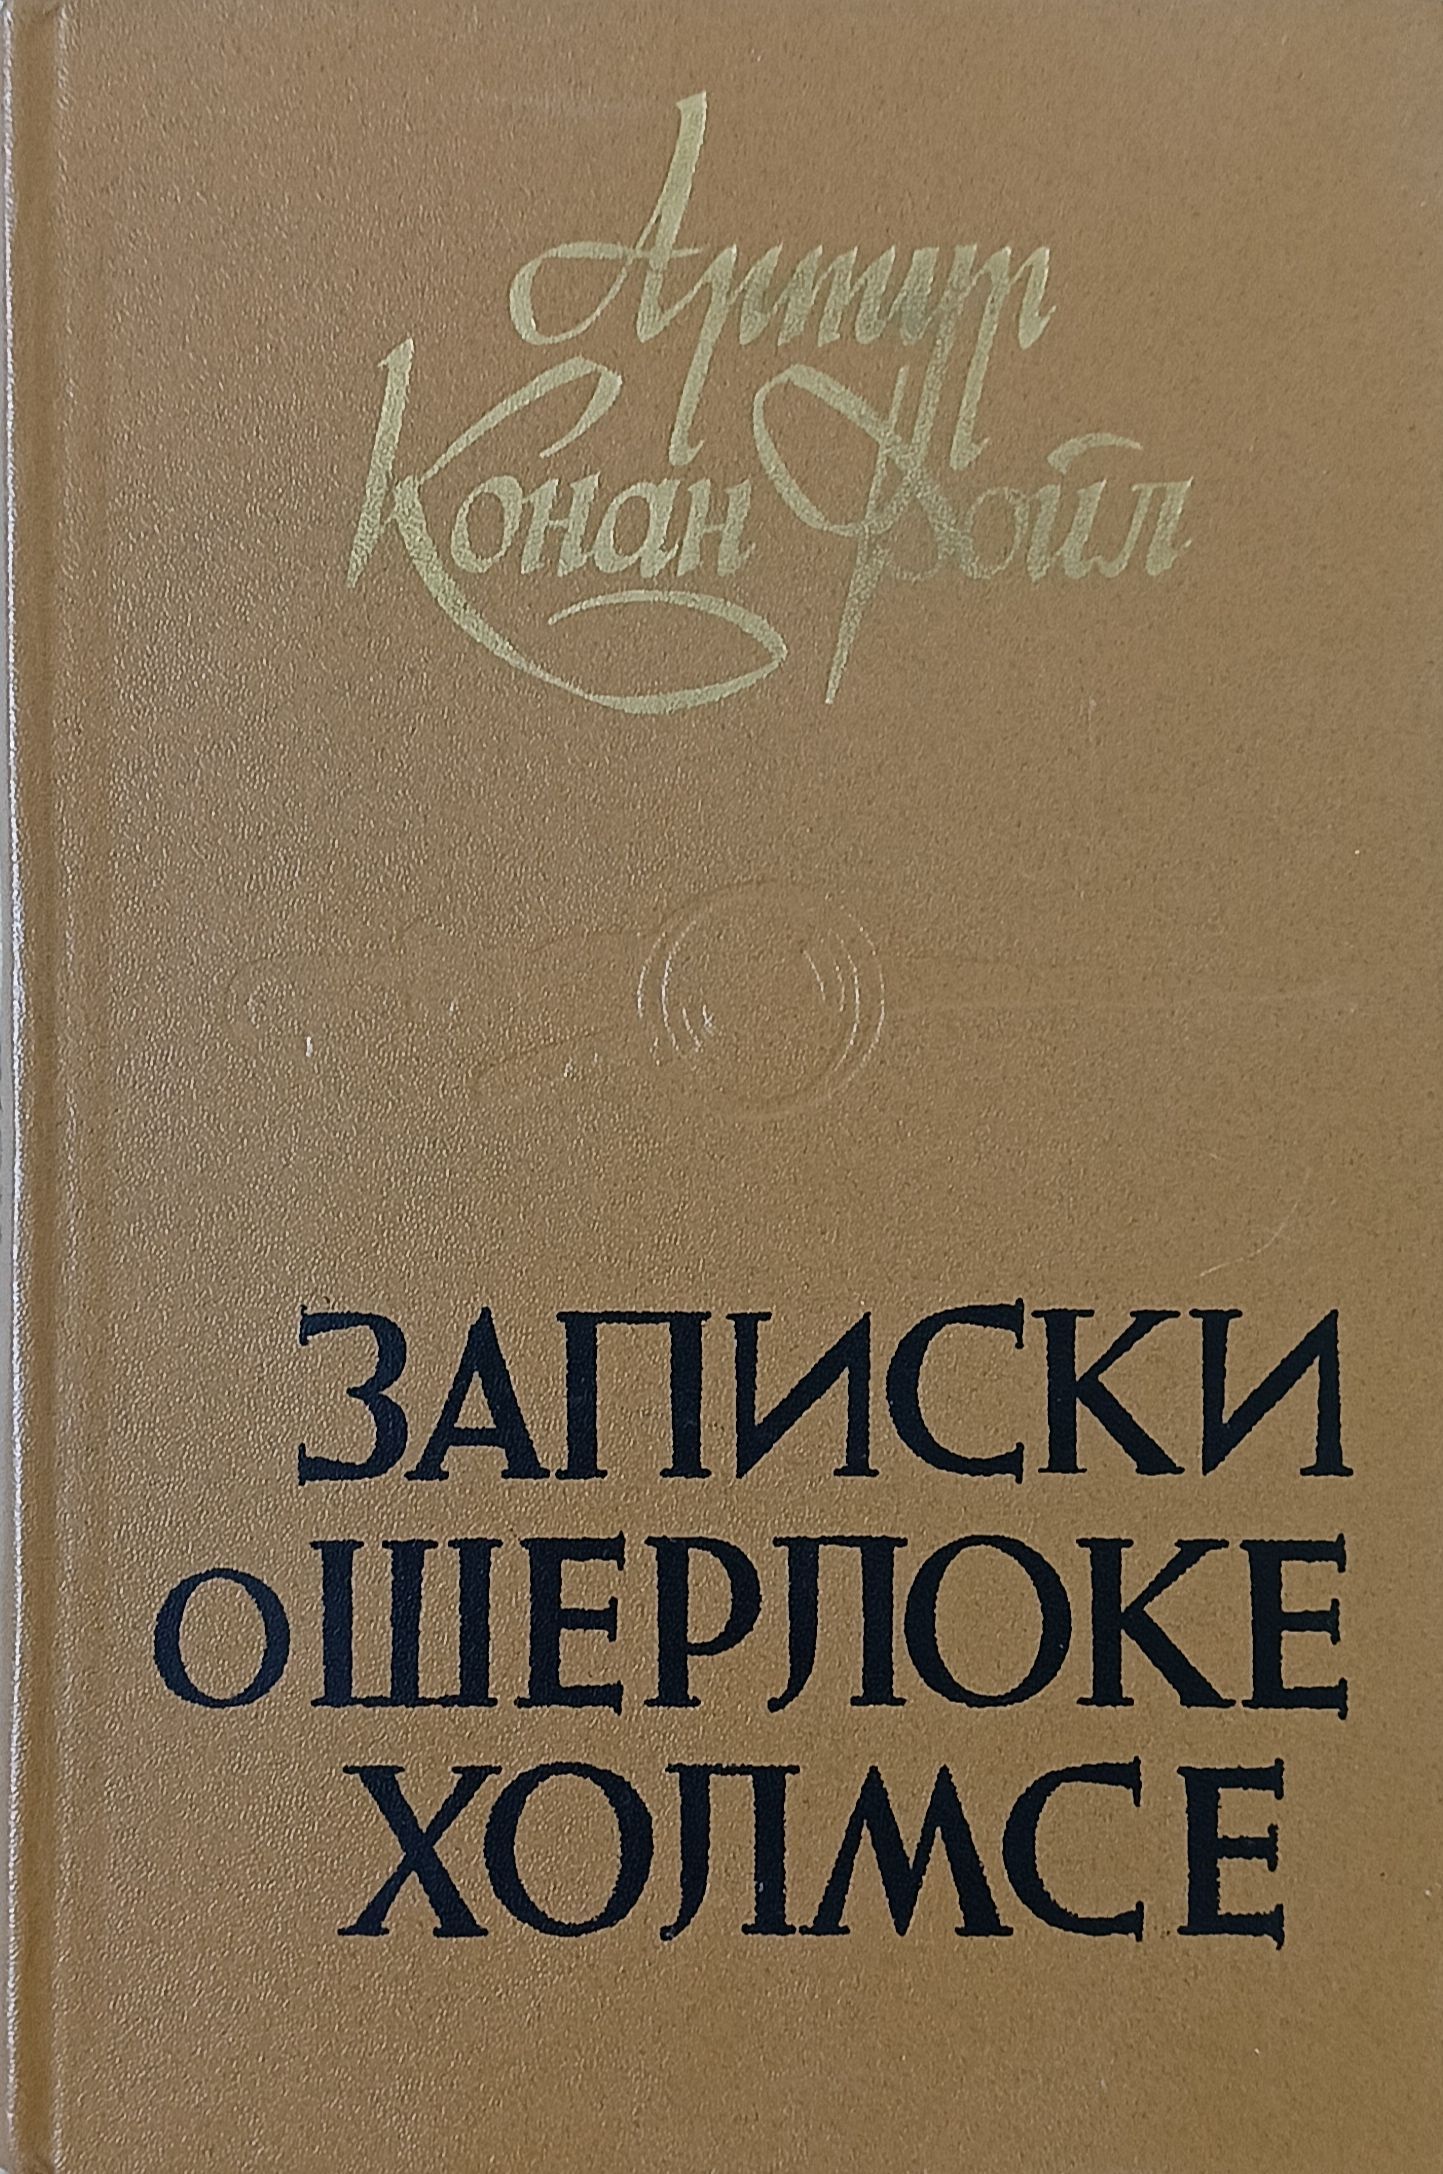 Артур
Конан Дойл
ЗАПИСКИ
о ШЕРЛОКЕ
ХОЛМСЕ